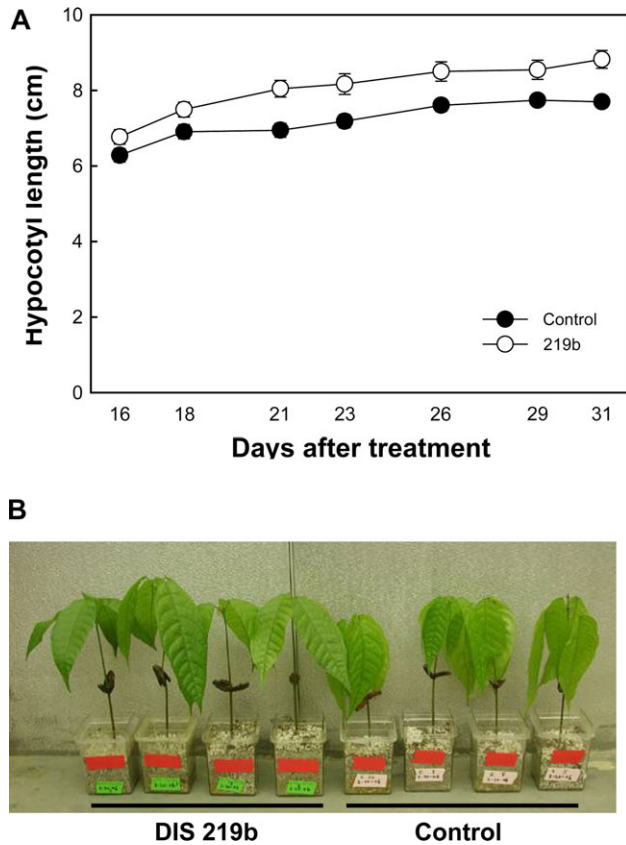 A
10
8
6
4
2
0
Hypocotyl length (cm)
Control
219b
16 18 21 23 26 29 31
Days after treatment
B
DIS 219b Control